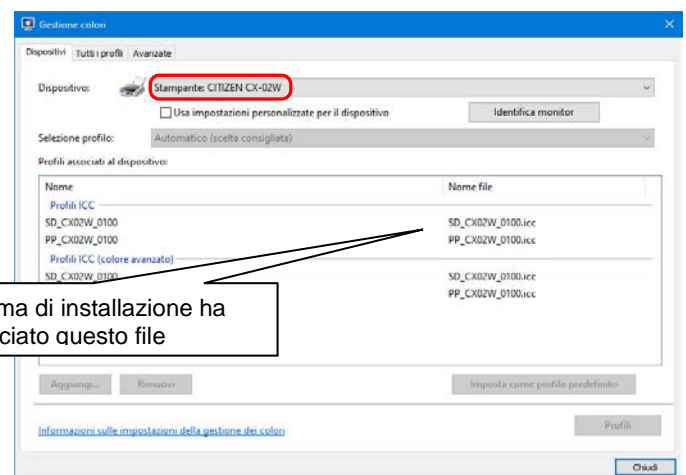 Gestione colori
Dispositivi Tutti i profili Avanzate
Dispositivo: Stampante: CITIZEN CX-02W
Usa impostazioni personalizzate per il dispositivo Identifica monitor
Selezione profilo: Automatico (scelta consigliata)
Profili associati al dispositivo:
Nome Nome file
Profili ICC
SD_CX02W_0100 SD_CX02W_0100.icc
PP_CX02W_0100 PP_CX02W_0100.icc
Profili ICC (colore avanzato)
SD_CX02W_0100 SD_CX02W_0100.icc
PP_CX02W_0100.icc
ma di installazione ha
ciato questo file
Aggiungi... Rimuovi Imposta come profilo predefinito
Informazioni sulle impostazioni della gestione dei colori Profili
Chiudi